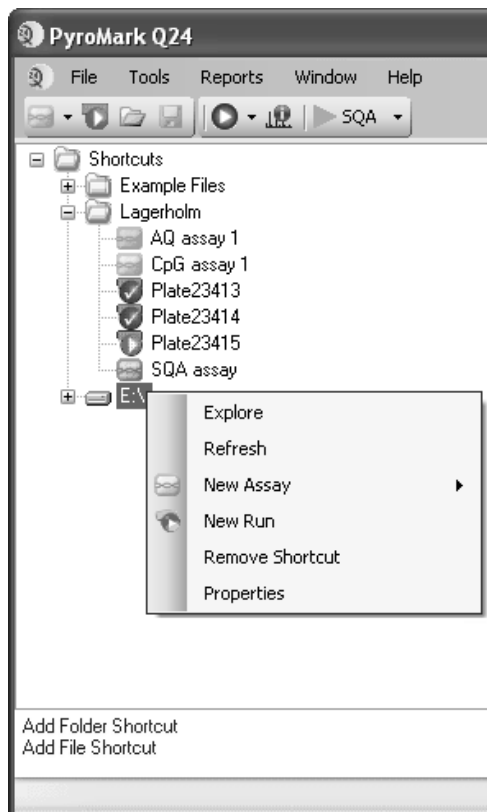 PyroMark Q24
File Tools Reports Window Help
SQA
Shortcuts
Example Files
Lagerholm
AQ assay 1
CpG assay 1
Plate23413
Plate23414
Plate23415
SQA assay
E:\
Explore
Refresh
New Assay
New Run
Remove Shortcut
Properties
Add Folder Shortcut
Add File Shortcut